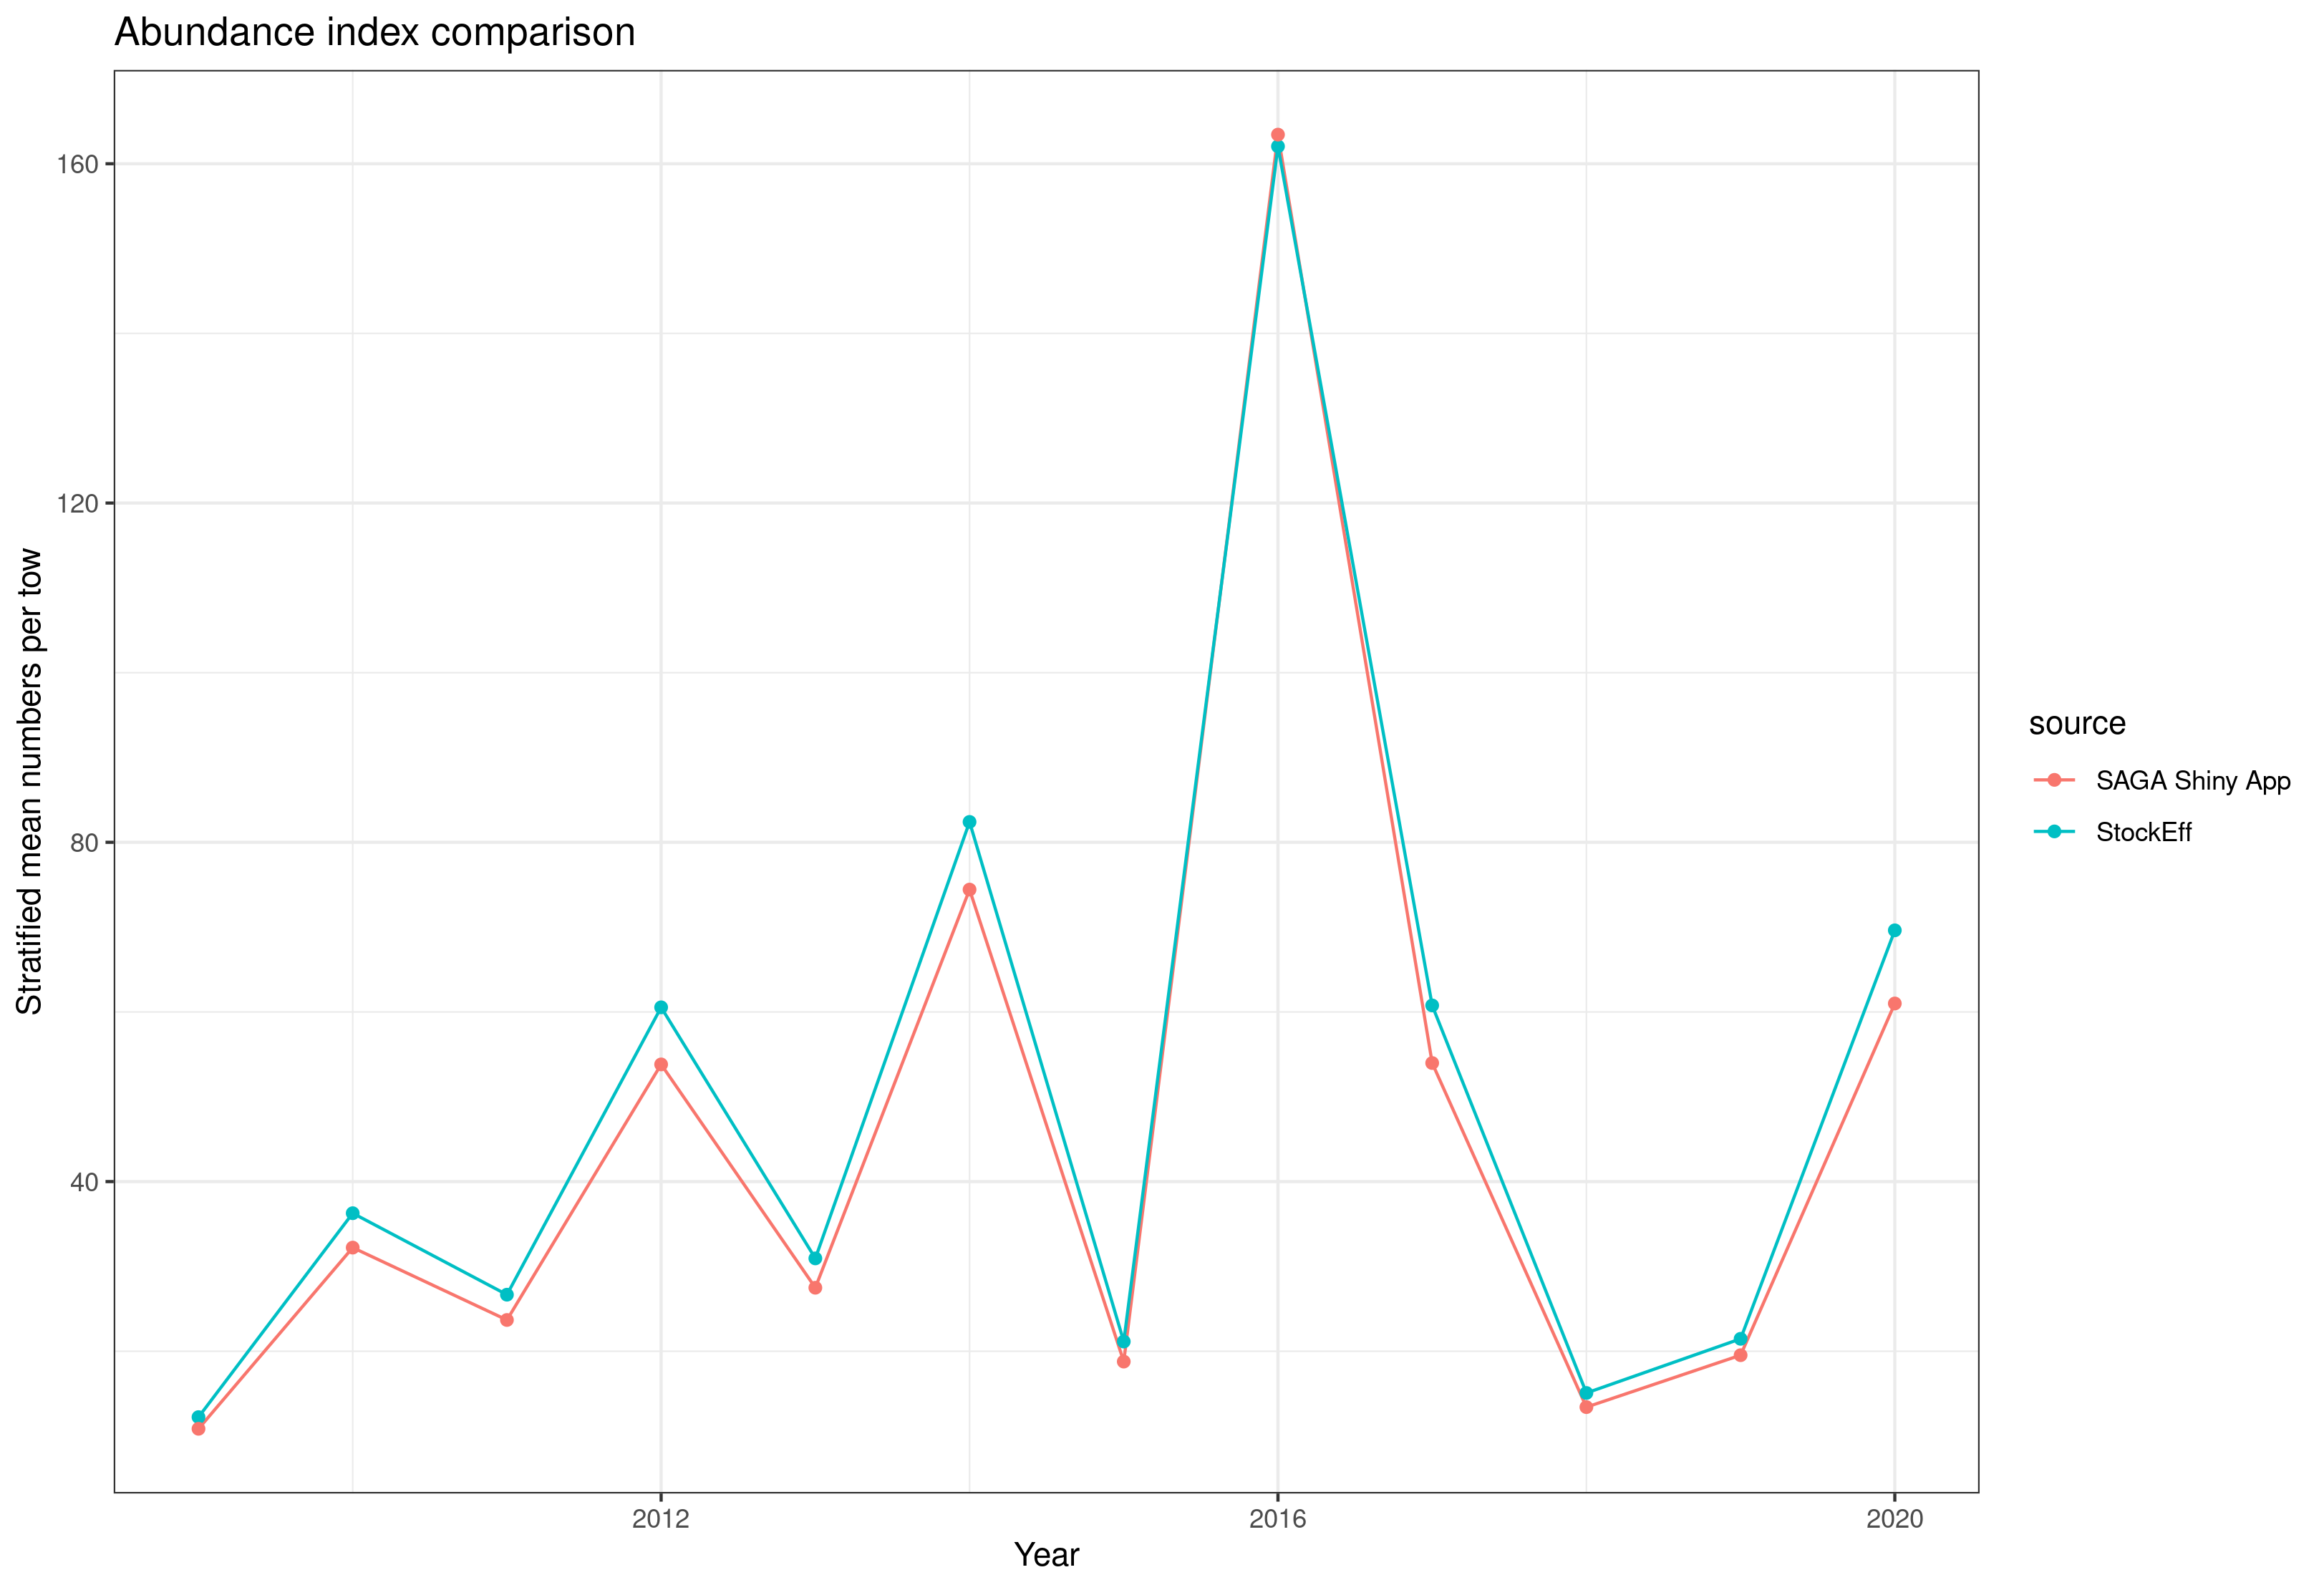 Abundance index comparison
160
120
80
40
Stratified mean numbers per tow
2012
2016
2020
Year
source
SAGA Shiny App
StockEff